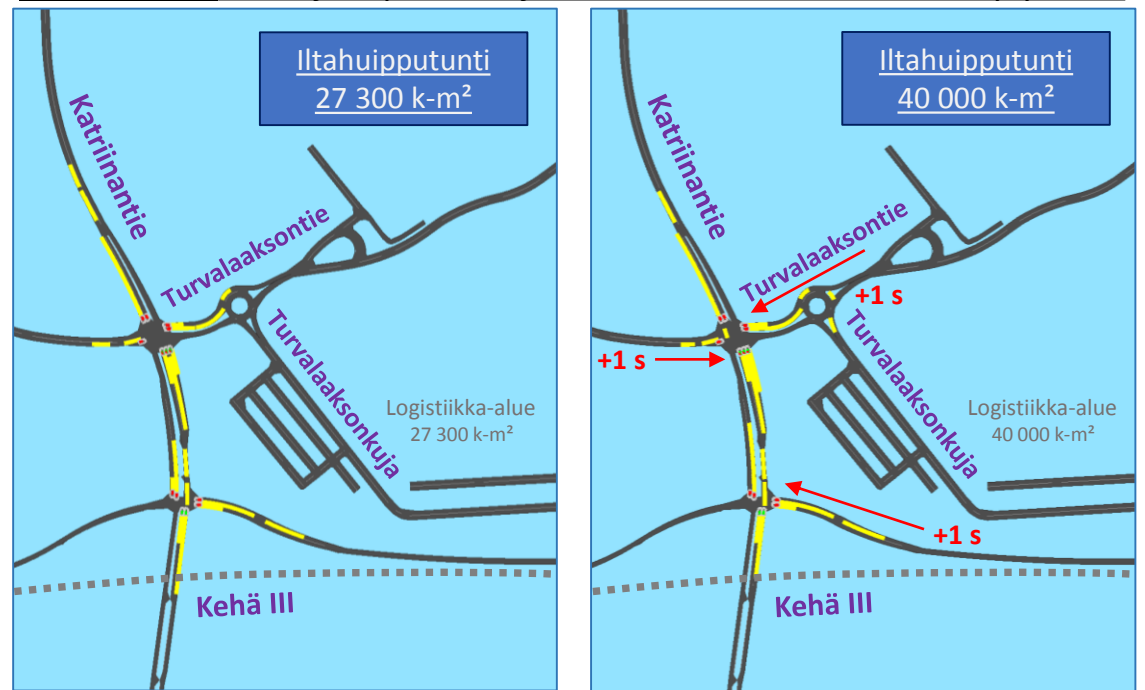 Iltahuipputunti
27 300 k-m²
Katriinantie
Turvalaaksontie
Turvalaaksonkuja
Logistiikka-alue
27 300 k-m²
Kehä III
Iltahuipputunti
40 000 k-m²
Katriinantie
Turvalaaksontie
+1 s
+1 s
Turvalaaksonkuja
Logistiikka-alue
40 000 k-m²
+1 s
Kehä III